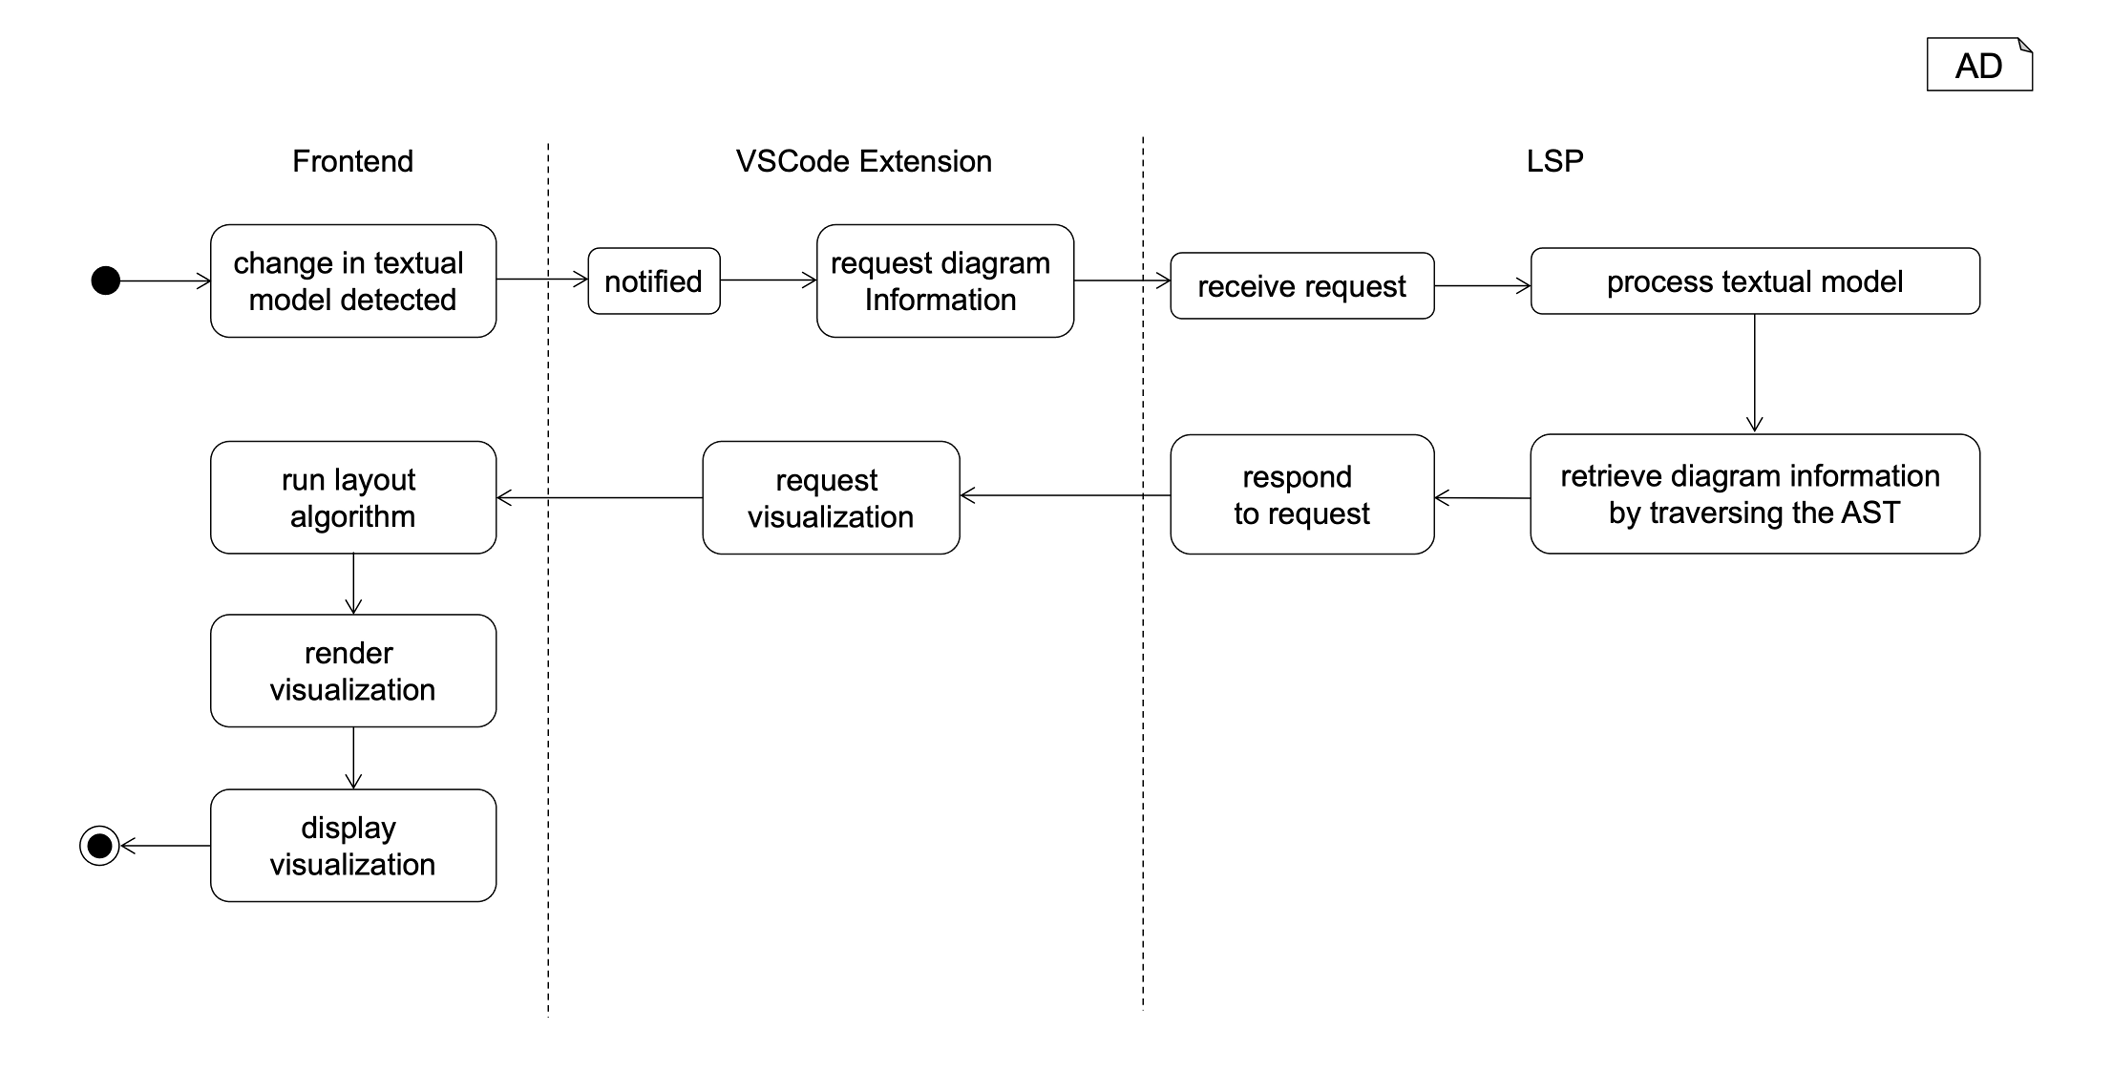 AD
Frontend
VSCode Extension
LSP
change in textual
model detected
notified
request diagram
Information
receive request
process textual model
run layout
algorithm
request
visualization
respond
to request
retrieve diagram information
by traversing the AST
render
visualization
display
visualization